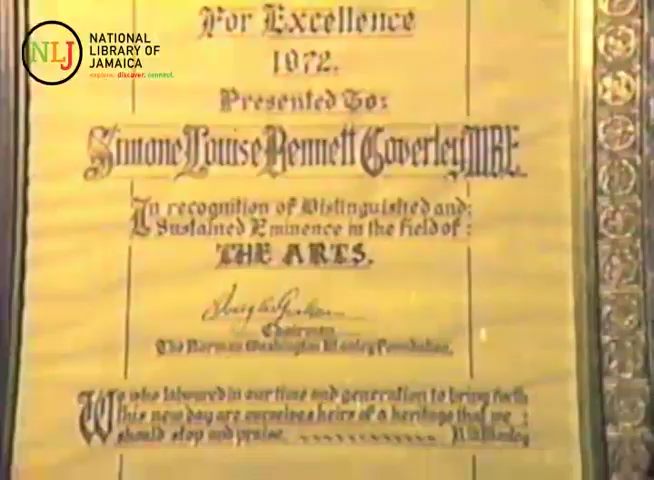 NLJ
NATIONAL
LIBRARY OF
JAMAICA
explore. discover. connect.
For Excellence
1972.
Presented To:
Simone Louise Bennett Coverley MBE.
In recognition of Distinguished and
Sustained Eminence in the field of :
THE ARTS.
Chairman
The Norman Washington Manley Foundation.
We who laboured in our time and generation to bring forth
this new day are ourselves heirs of a heritage that we :
should stop and praise. N.W. Manley